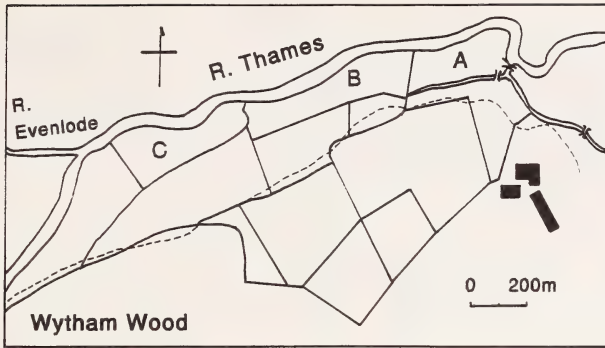 R. Thames
A
B
R.
Evenlode
C
0 200m
Wytham Wood